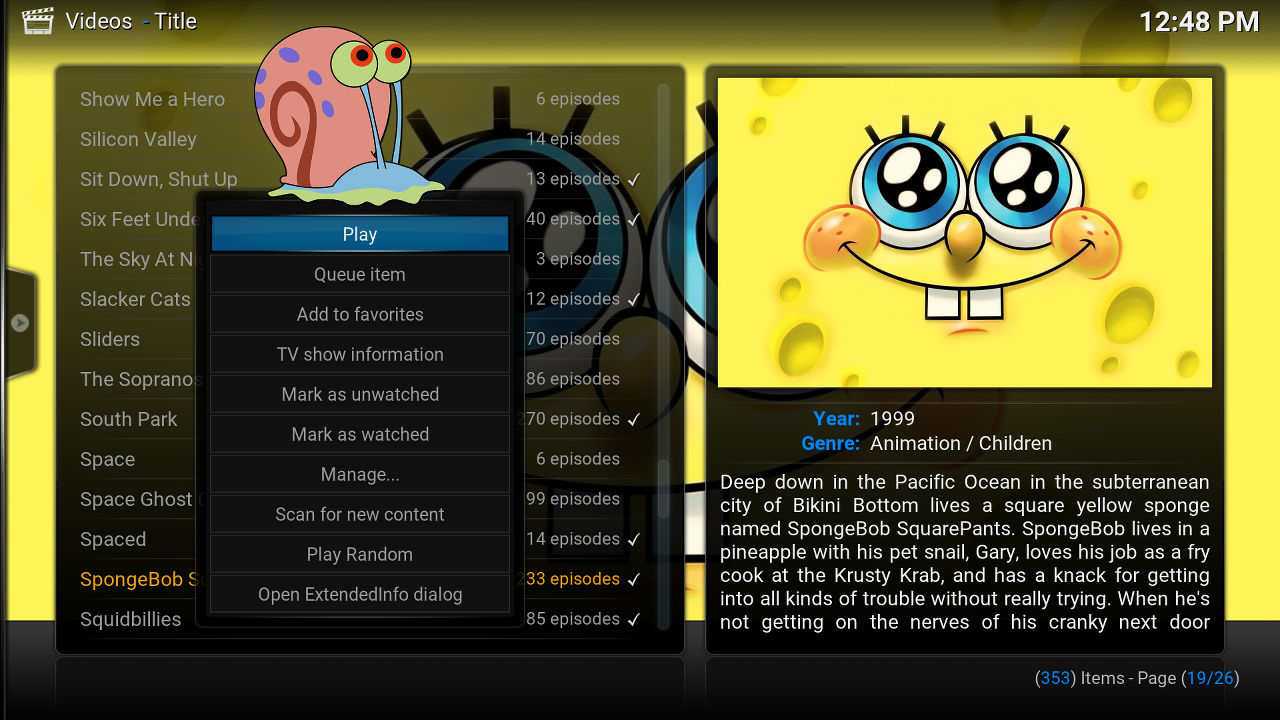 Videos - Title
12:48 PM
Show Me a Hero 6 episodes
Silicon Valley 14 episodes
Sit Down, Shut Up 13 episodes ✓
Six Feet Unde 40 episodes ✓
The Sky At Ni 3 episodes
Slacker Cats 12 episodes ✓
Sliders 70 episodes
The Sopranos 86 episodes
South Park 270 episodes ✓
Space 6 episodes
Space Ghost 99 episodes
Spaced 14 episodes ✓
SpongeBob S 233 episodes ✓
Squidbillies 85 episodes ✓
Play
Queue item
Add to favorites
TV show information
Mark as unwatched
Mark as watched
Manage...
Scan for new content
Play Random
Open ExtendedInfo dialog
Year: 1999
Genre: Animation / Children
Deep down in the Pacific Ocean in the subterranean
city of Bikini Bottom lives a square yellow sponge
named SpongeBob SquarePants. SpongeBob lives in a
pineapple with his pet snail, Gary, loves his job as a fry
cook at the Krusty Krab, and has a knack for getting
into all kinds of trouble without really trying. When he's
not getting on the nerves of his cranky next door
(353) Items - Page (19/26)